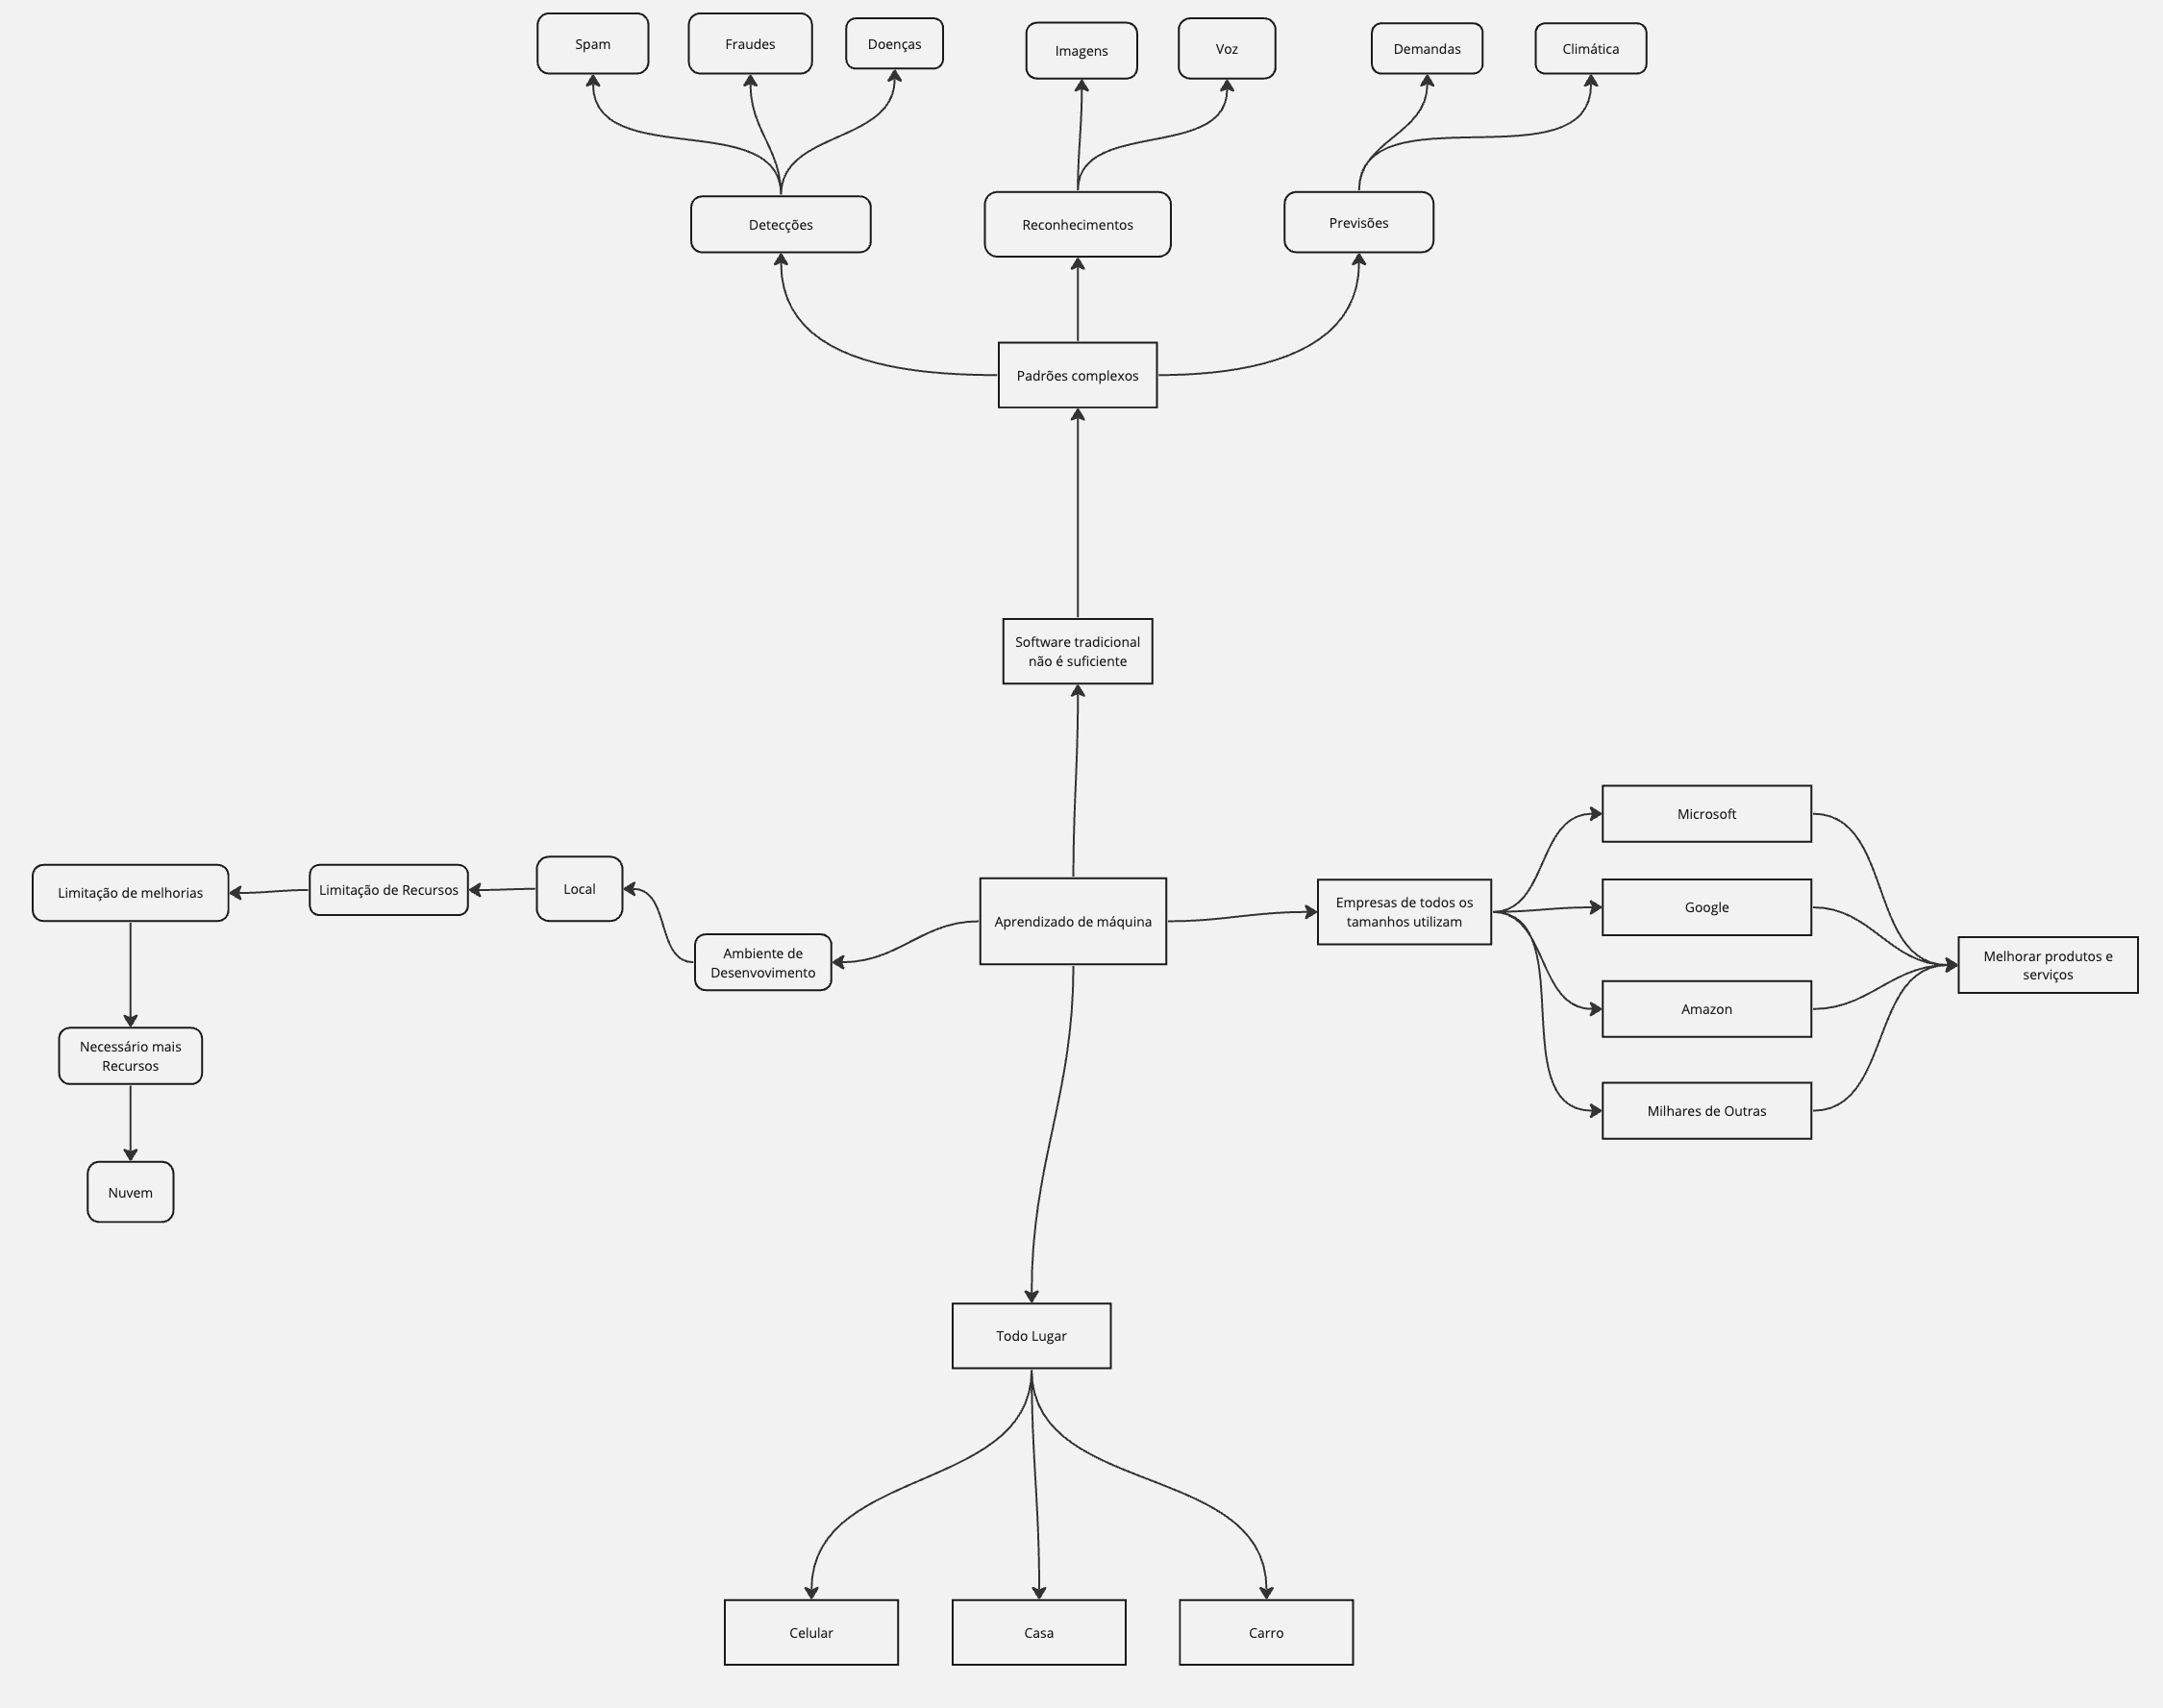 Spam
Fraudes
Doenças
Imagens
Voz
Demandas
Climática
Detecções
Reconhecimentos
Previsões
Padrões complexos
Software tradicional
não é suficiente
Microsoft
Google
Amazon
Milhares de Outras
Empresas de todos os
tamanhos utilizam
Melhorar produtos e
serviços
Aprendizado de máquina
Ambiente de
Desenvovimento
Local
Limitação de Recursos
Limitação de melhorias
Necessário mais
Recursos
Nuvem
Todo Lugar
Celular
Casa
Carro